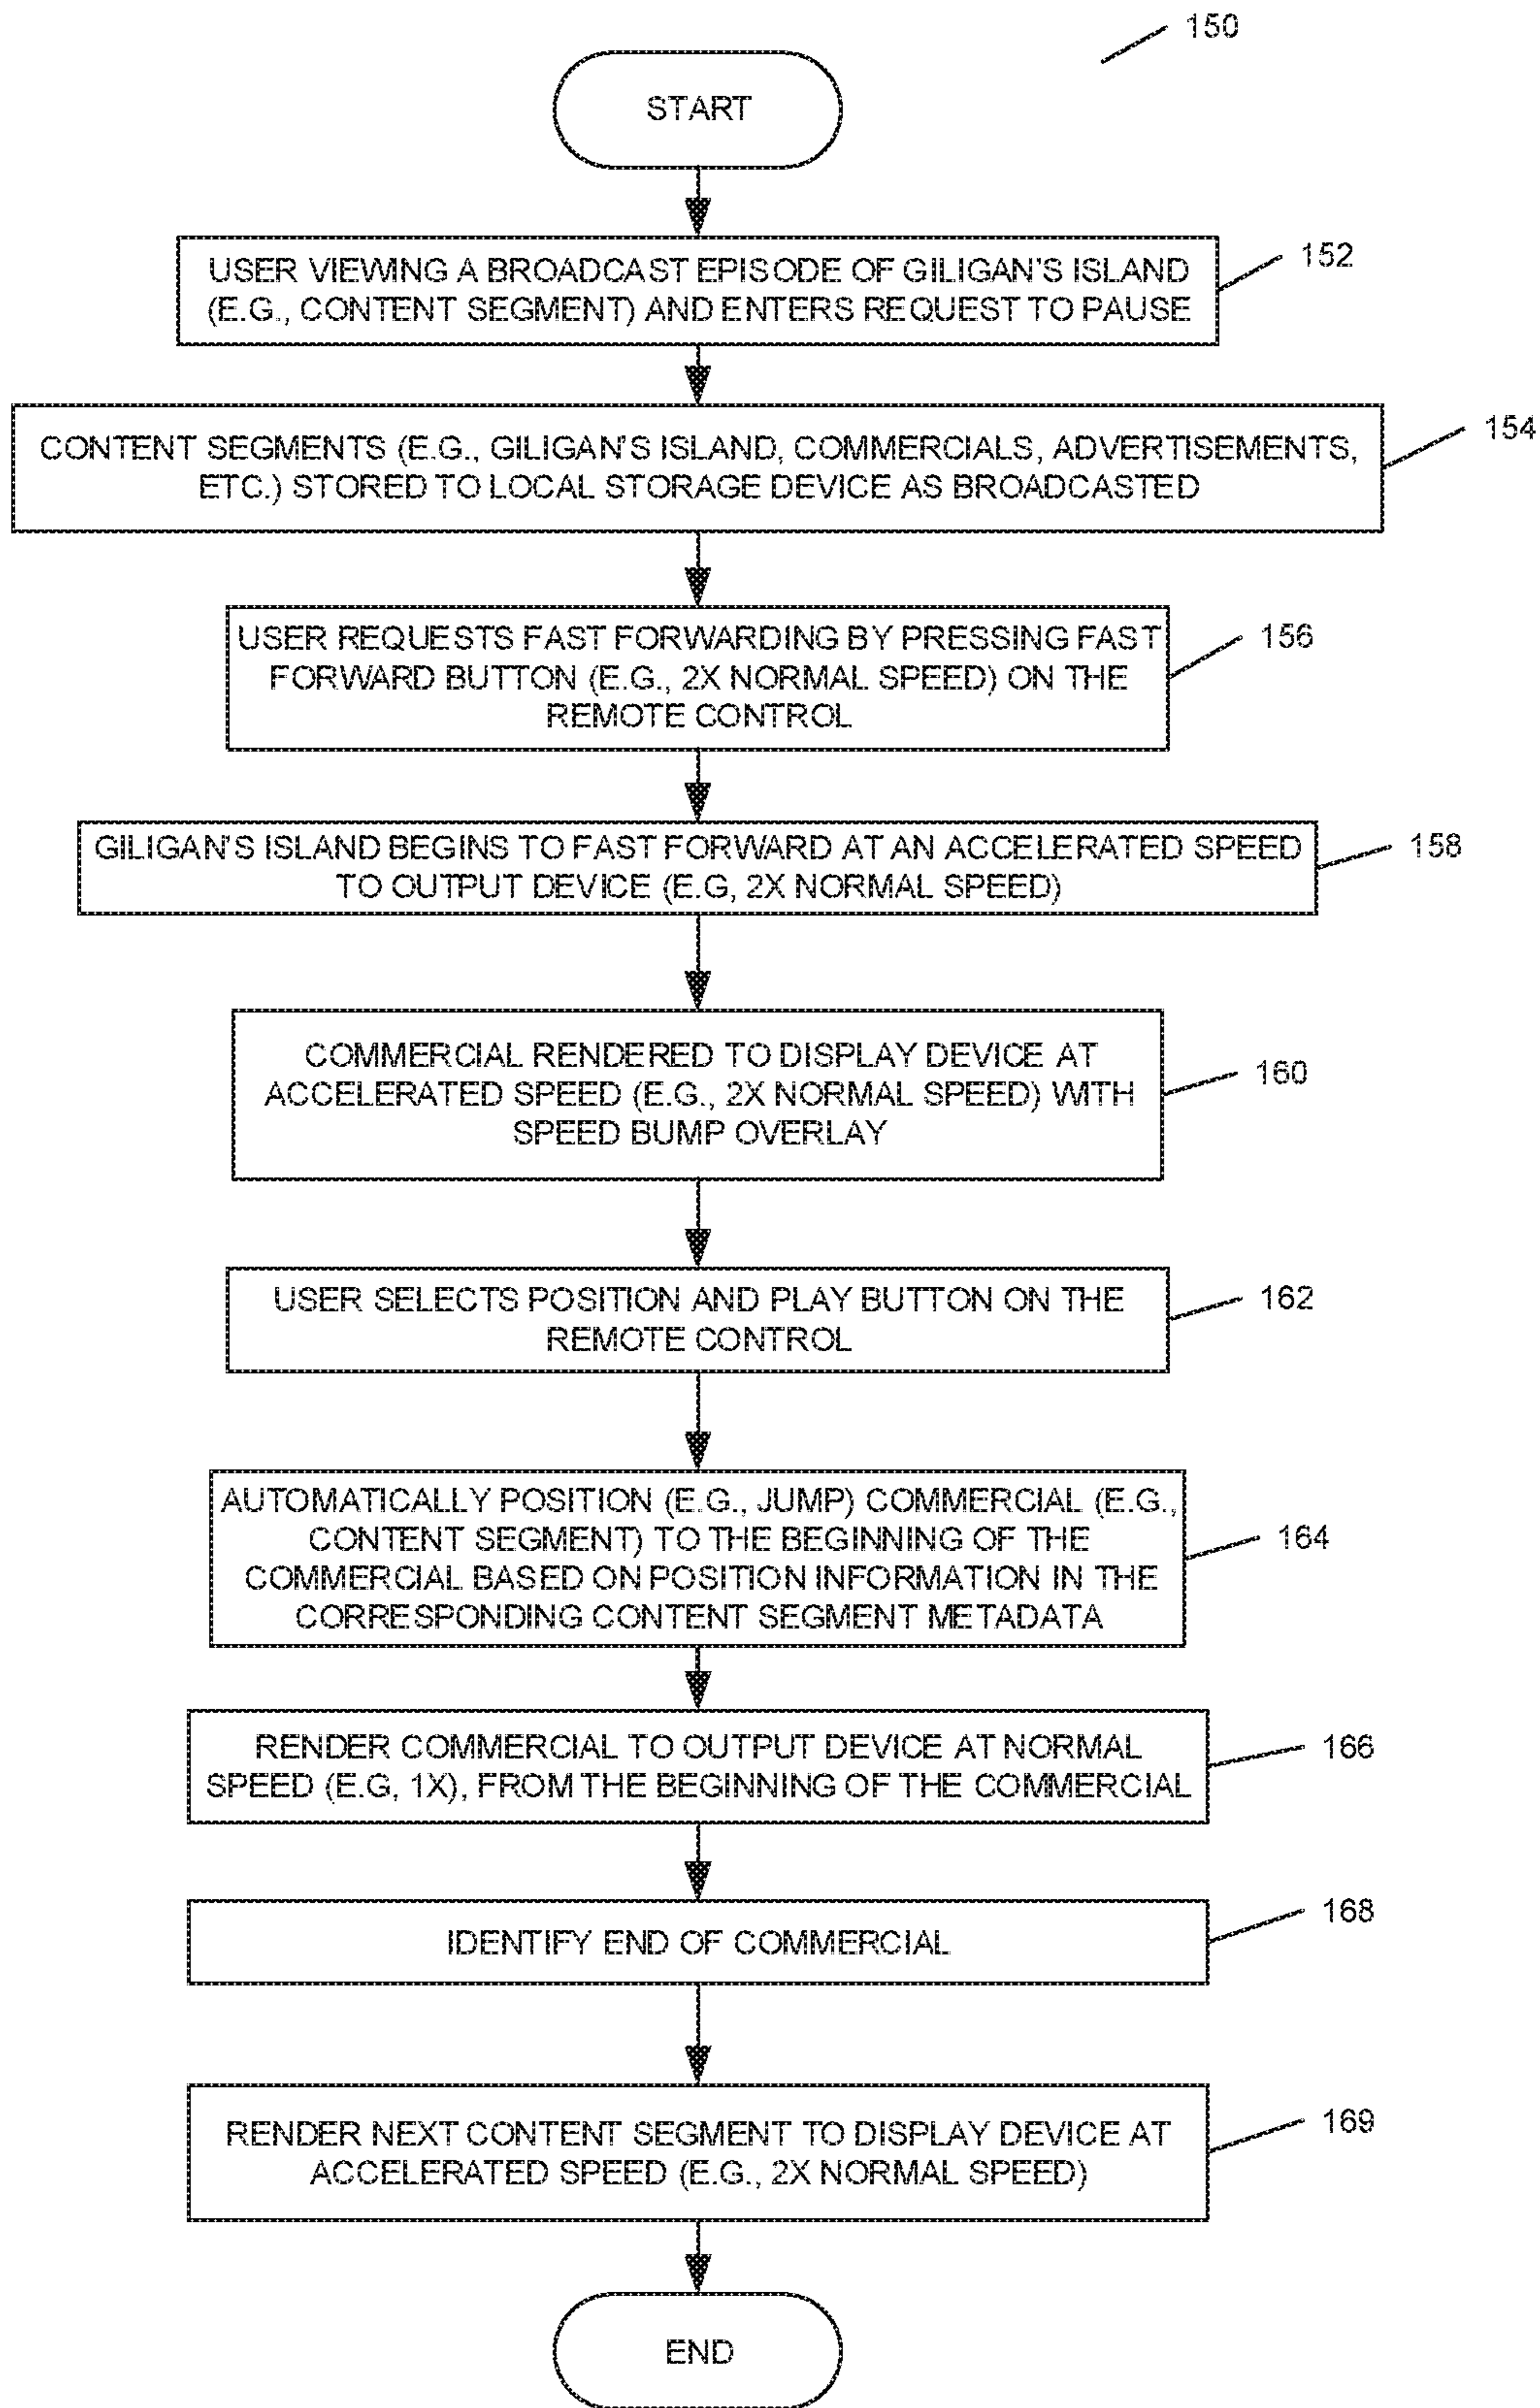 150
START
USER VIEWING A BROADCAST EPISODE OF GILIGAN'S ISLAND
(E.G., CONTENT SEGMENT) AND ENTERS REQUEST TO PAUSE
152
CONTENT SEGMENTS (E.G., GILIGAN'S ISLAND, COMMERCIALS, ADVERTISEMENTS,
ETC.) STORED TO LOCAL STORAGE DEVICE AS BROADCASTED
154
USER REQUESTS FAST FORWARDING BY PRESSING FAST
FORWARD BUTTON (E.G., 2X NORMAL SPEED) ON THE
REMOTE CONTROL
156
GILIGAN'S ISLAND BEGINS TO FAST FORWARD AT AN ACCELERATED SPEED
TO OUTPUT DEVICE (E.G, 2X NORMAL SPEED)
158
COMMERCIAL RENDERED TO DISPLAY DEVICE AT
ACCELERATED SPEED (E.G., 2X NORMAL SPEED) WITH
SPEED BUMP OVERLAY
160
USER SELECTS POSITION AND PLAY BUTTON ON THE
REMOTE CONTROL
162
AUTOMATICALLY POSITION (E.G., JUMP) COMMERCIAL (E.G.,
CONTENT SEGMENT) TO THE BEGINNING OF THE
COMMERCIAL BASED ON POSITION INFORMATION IN THE
CORRESPONDING CONTENT SEGMENT METADATA
164
RENDER COMMERCIAL TO OUTPUT DEVICE AT NORMAL
SPEED (E.G, 1X), FROM THE BEGINNING OF THE COMMERCIAL
166
IDENTIFY END OF COMMERCIAL
168
RENDER NEXT CONTENT SEGMENT TO DISPLAY DEVICE AT
ACCELERATED SPEED (E.G., 2X NORMAL SPEED)
169
END